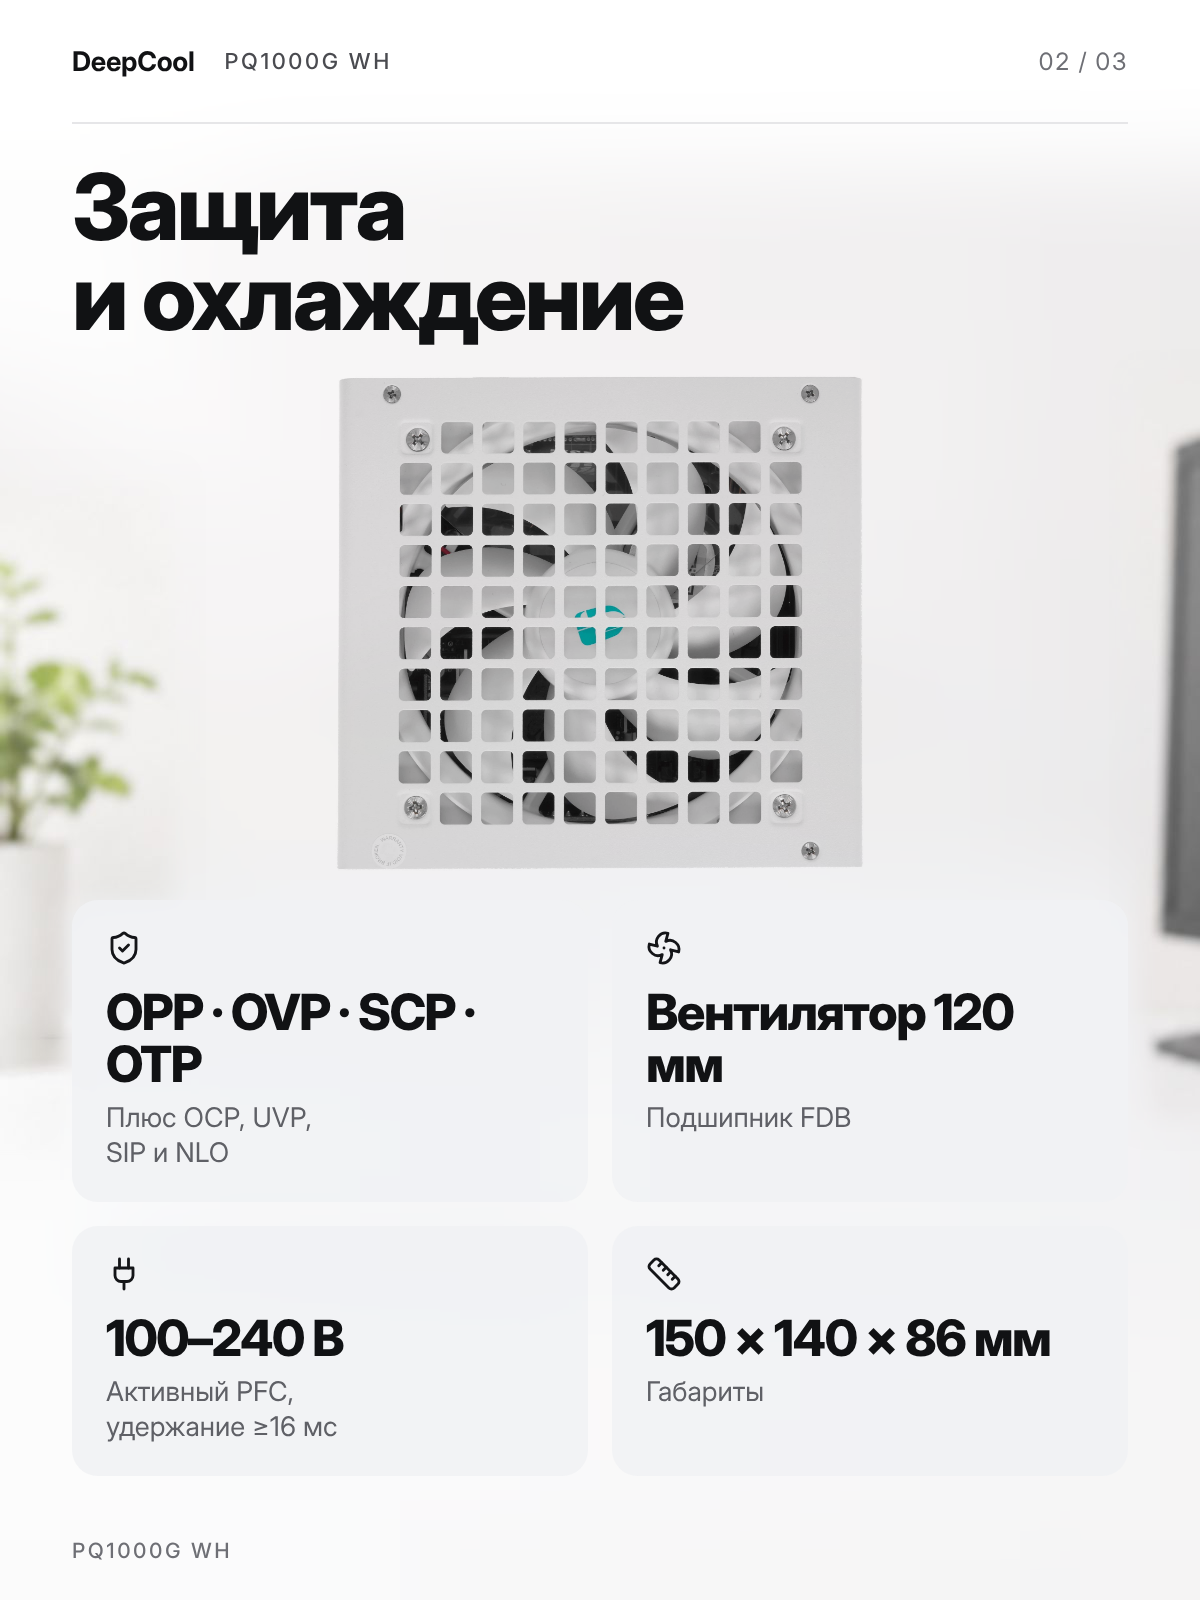 DeepCool PQ1000G WH 02 / 03
Защита
и охлаждение
OPP · OVP · SCP ·
OTP
Плюс OCP, UVP,
SIP и NLO
Вентилятор 120
мм
Подшипник FDB
100–240 В
Активный PFC,
удержание ≥16 мс
150 × 140 × 86 мм
Габариты
PQ1000G WH